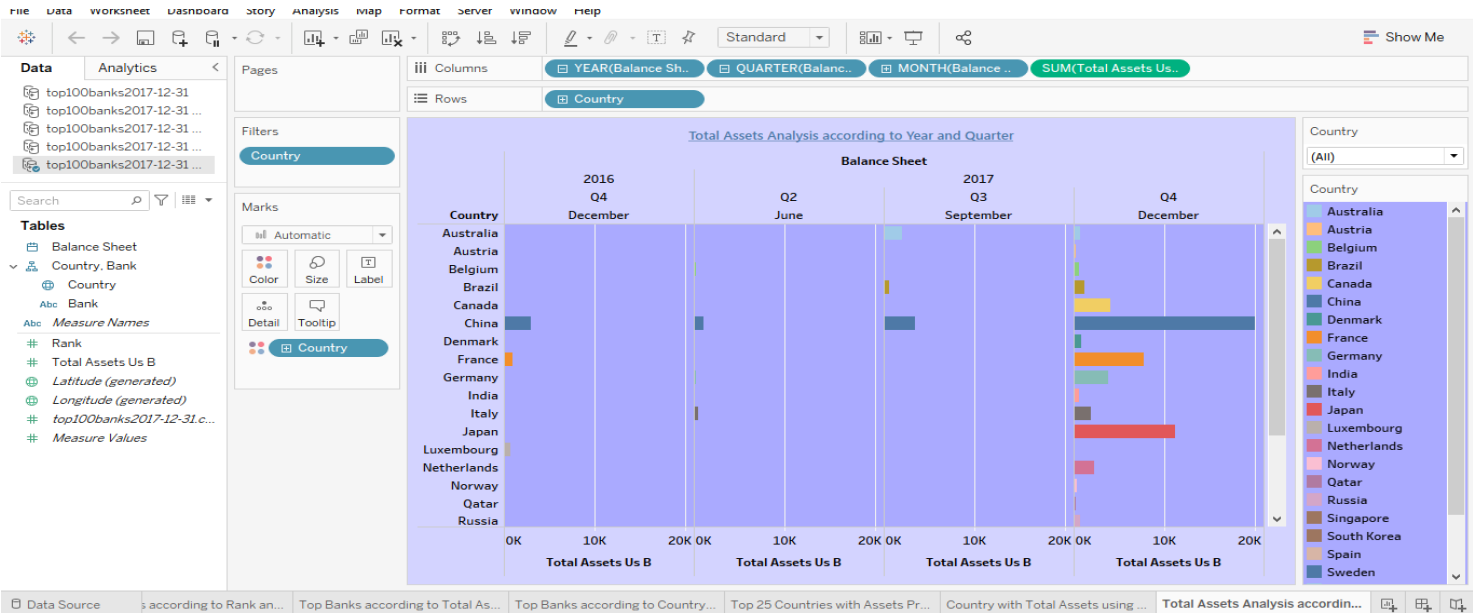 File Data Worksheet Dashboard Story Analysis Map Format Server Window Help
Standard
Show Me
Data Analytics
top100banks2017-12-31
top100banks2017-12-31 ...
top100banks2017-12-31 ...
top100banks2017-12-31 ...
top100banks2017-12-31 ...
Search
Tables
Balance Sheet
Country, Bank
Country
Abc Bank
Abc Measure Names
# Rank
# Total Assets Us B
Latitude (generated)
Longitude (generated)
# top100banks2017-12-31.c...
# Measure Values
Pages
Filters
Country
Marks
Automatic
Color Size Label
Detail Tooltip
Country
Columns YEAR(Balance Sh.. QUARTER(Balanc.. MONTH(Balance .. SUM(Total Assets Us..
Rows Country
Total Assets Analysis according to Year and Quarter
Balance Sheet
2016 2017
Q4 Q2 Q3 Q4
Country December June September December
Australia
Austria
Belgium
Brazil
Canada
China
Denmark
France
Germany
India
Italy
Japan
Luxembourg
Netherlands
Norway
Qatar
Russia
0K 10K 20K 0K 10K 20K 0K 10K 20K 0K 10K 20K
Total Assets Us B Total Assets Us B Total Assets Us B Total Assets Us B
Country
(All)
Country
Australia
Austria
Belgium
Brazil
Canada
China
Denmark
France
Germany
India
Italy
Japan
Luxembourg
Netherlands
Norway
Qatar
Russia
Singapore
South Korea
Spain
Sweden
Data Source s according to Rank an... Top Banks according to Total As... Top Banks according to Country... Top 25 Countries with Assets Pr... Country with Total Assets using ... Total Assets Analysis accordin...